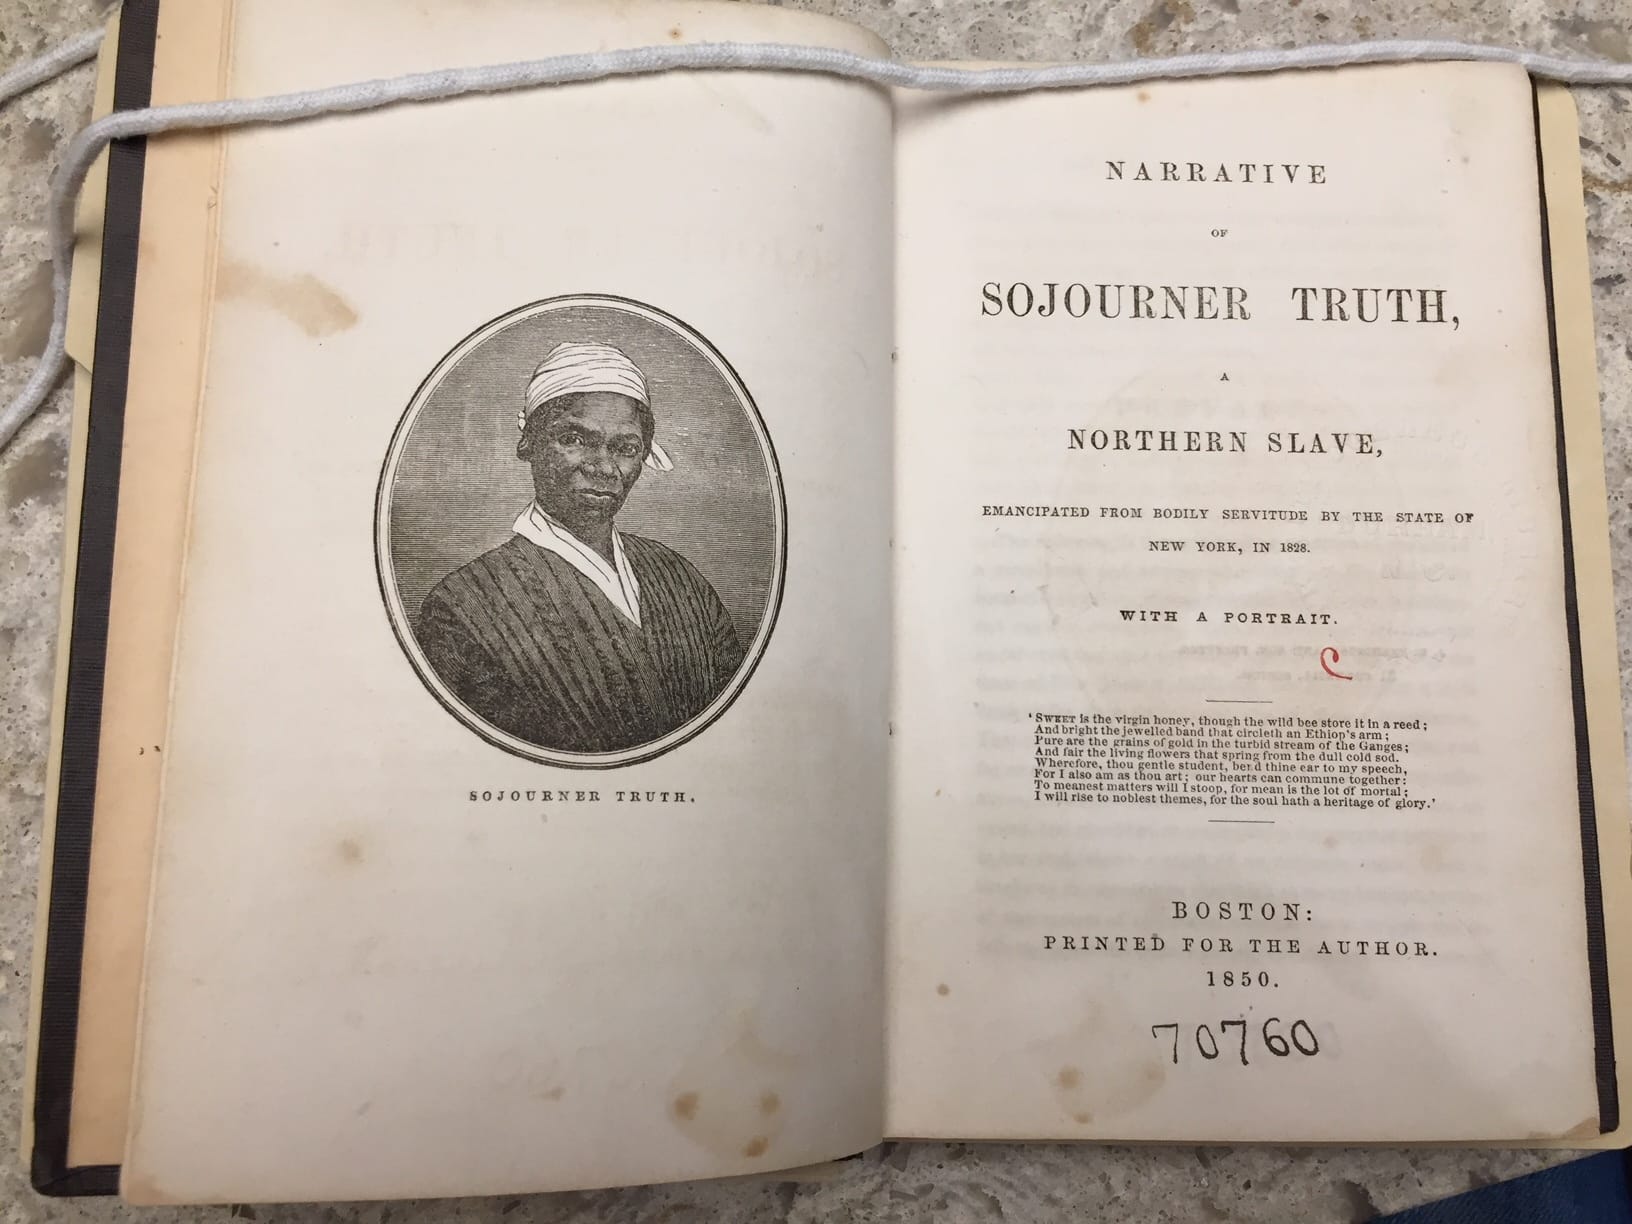 SOJOURNER TRUTH.
NARRATIVE
OF
SOJOURNER TRUTH,
A
NORTHERN SLAVE,
EMANCIPATED FROM BODILY SERVITUDE BY THE STATE OF
NEW YORK, IN 1828.
WITH A PORTRAIT.
C
‘SWEET is the virgin honey, though the wild bee store it in a reed;
And bright the jewelled band that circleth an Ethiop's arm;
Pure are the grains of gold in the turbid stream of the Ganges;
And fair the living flowers that spring from the dull cold sod.
Wherefore, thou gentle student, bend thine ear to my speech,
For I also am as thou art; our hearts can commune together:
To meanest matters will I stoop, for mean is the lot of mortal;
I will rise to noblest themes, for the soul hath a heritage of glory.’
BOSTON:
PRINTED FOR THE AUTHOR.
1850.
70760